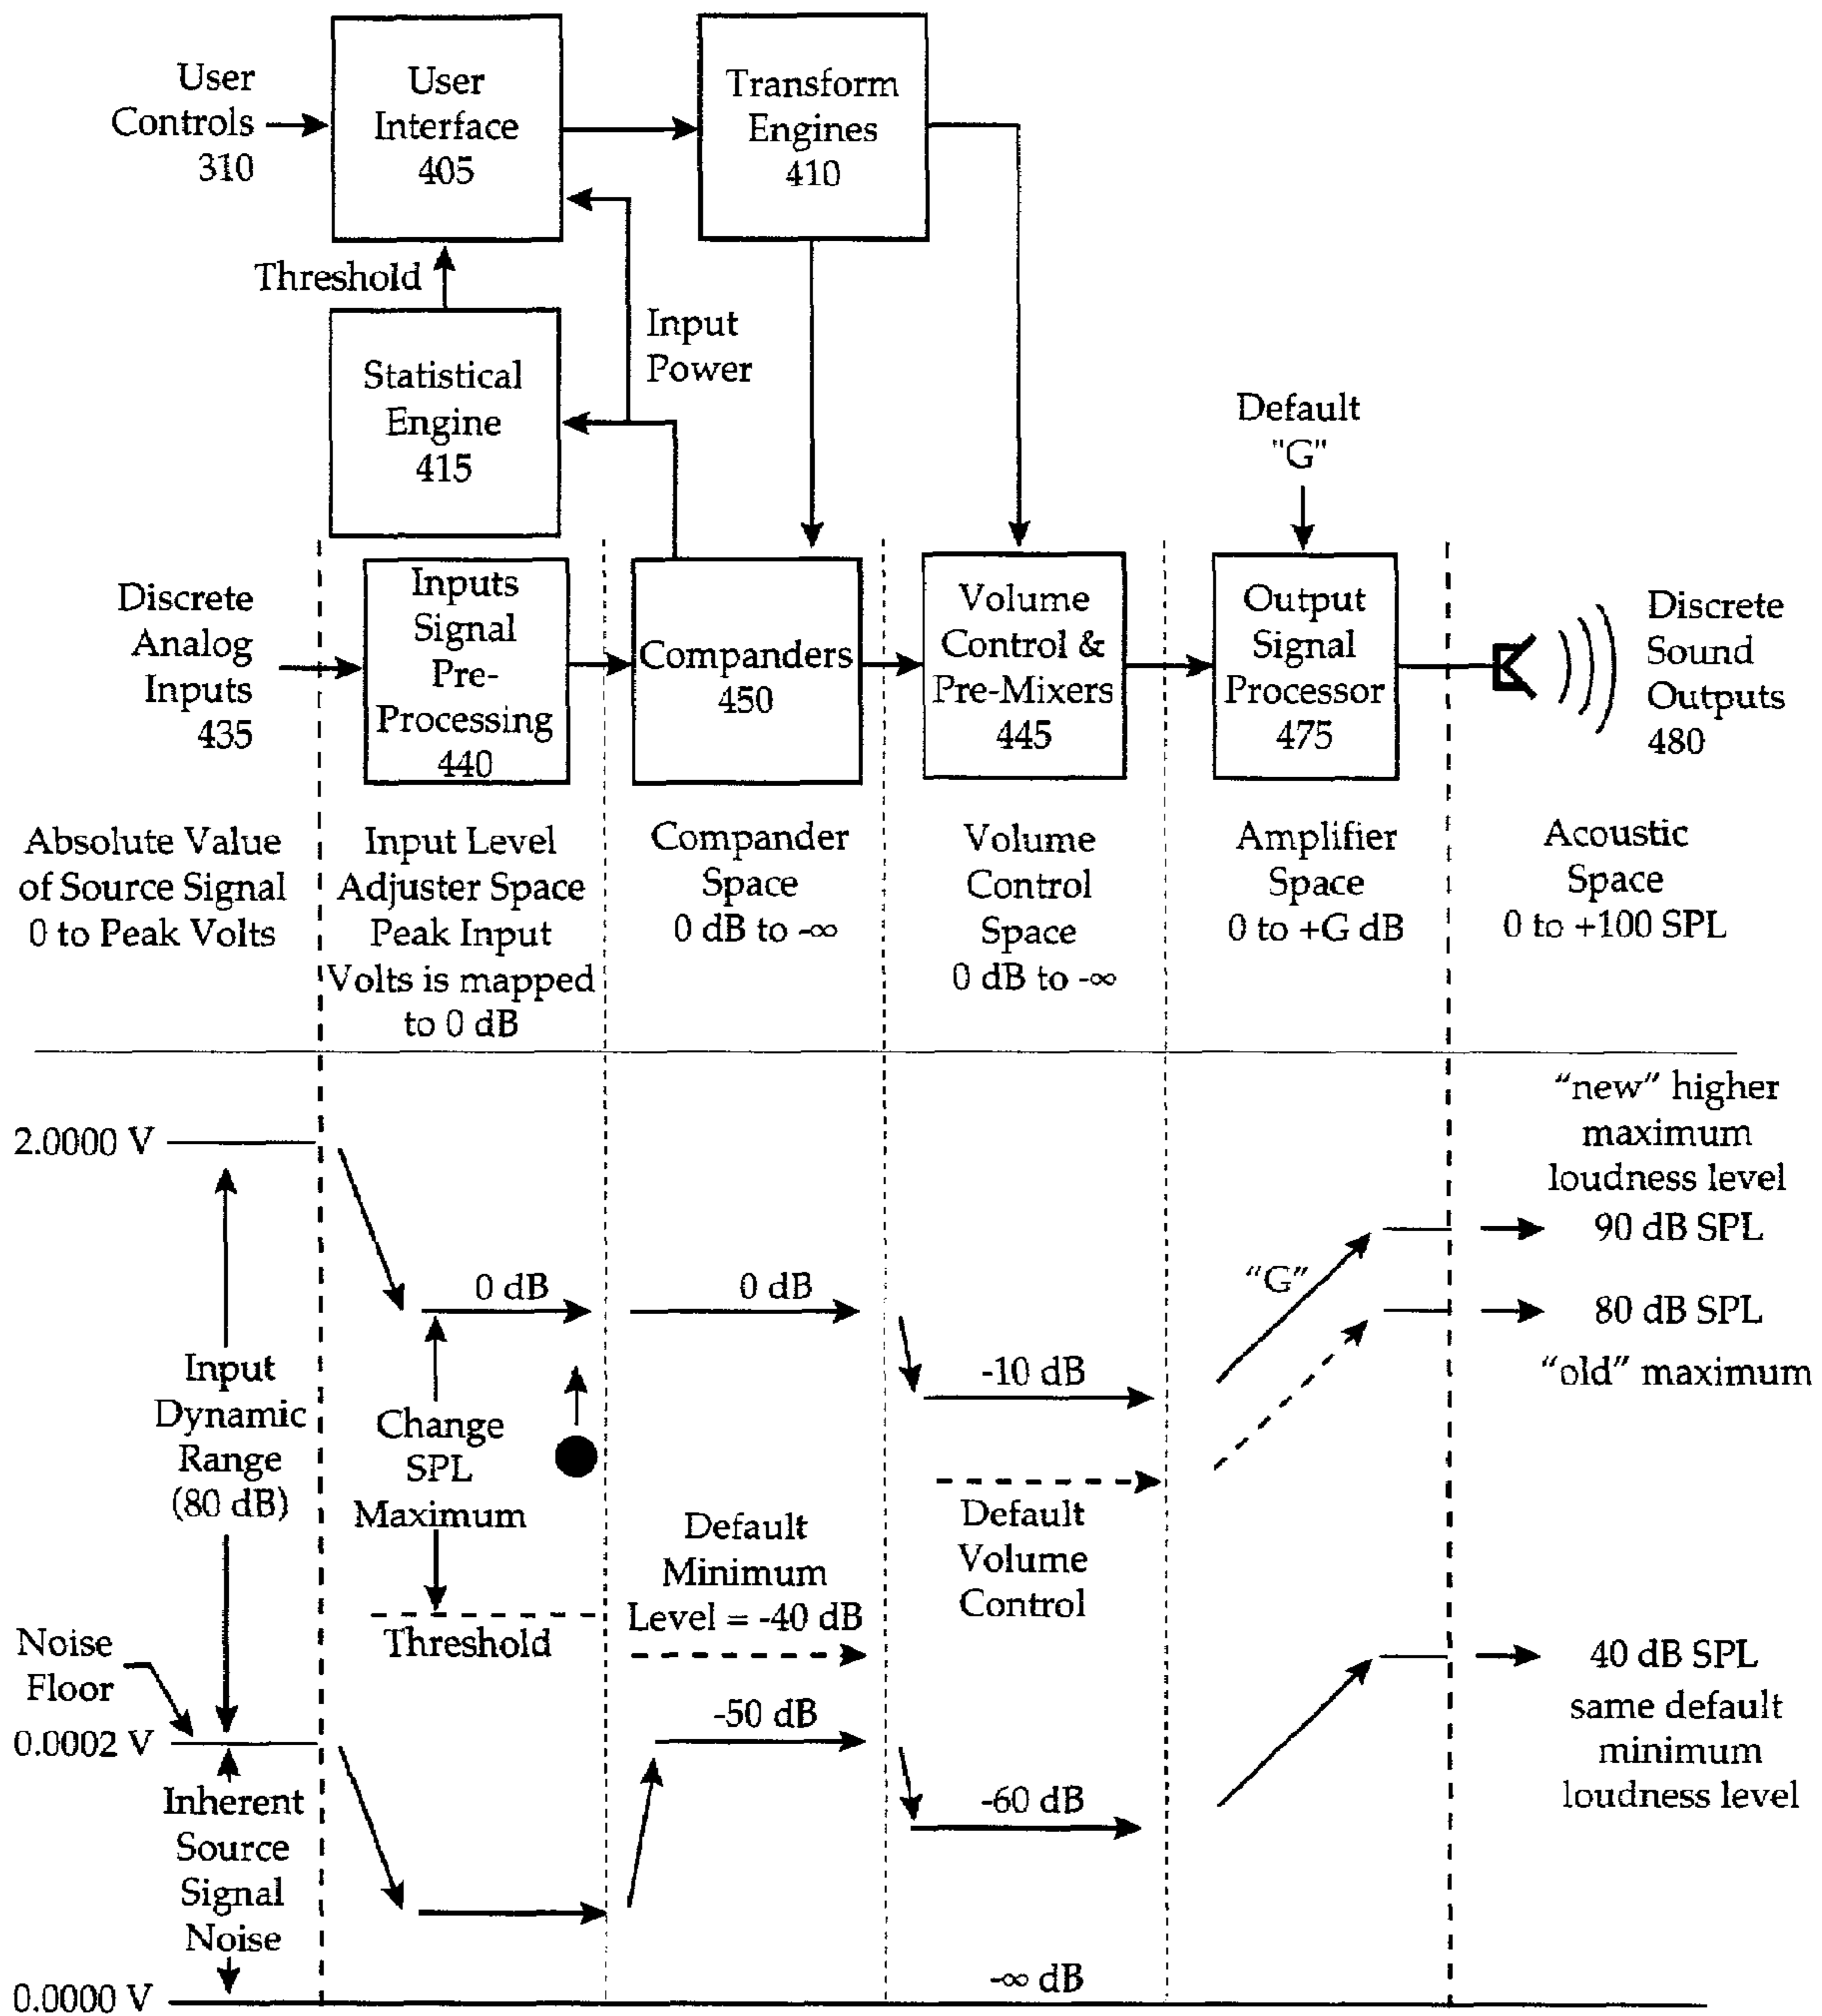 User
Controls
310
User
Interface
405
Transform
Engines
410
Threshold
Input
Power
Statistical
Engine
415
Default
"G"
Discrete
Analog
Inputs
435
Inputs
Signal
Pre-
Processing
440
Companders
450
Volume
Control &
Pre-Mixers
445
Output
Signal
Processor
475
Discrete
Sound
Outputs
480
Absolute Value
of Source Signal
0 to Peak Volts
Input Level
Adjuster Space
Peak Input
Volts is mapped
to 0 dB
Compander
Space
0 dB to -∞
Volume
Control
Space
0 dB to -∞
Amplifier
Space
0 to +G dB
Acoustic
Space
0 to +100 SPL
2.0000 V
Input
Dynamic
Range
(80 dB)
Noise
Floor
0.0002 V
Inherent
Source
Signal
Noise
0.0000 V
0 dB
Change
SPL
Maximum
Threshold
0 dB
Default
Minimum
Level = -40 dB
-50 dB
-10 dB
Default
Volume
Control
-60 dB
-∞ dB
“G”
“new” higher
maximum
loudness level
90 dB SPL
80 dB SPL
“old” maximum
40 dB SPL
same default
minimum
loudness level